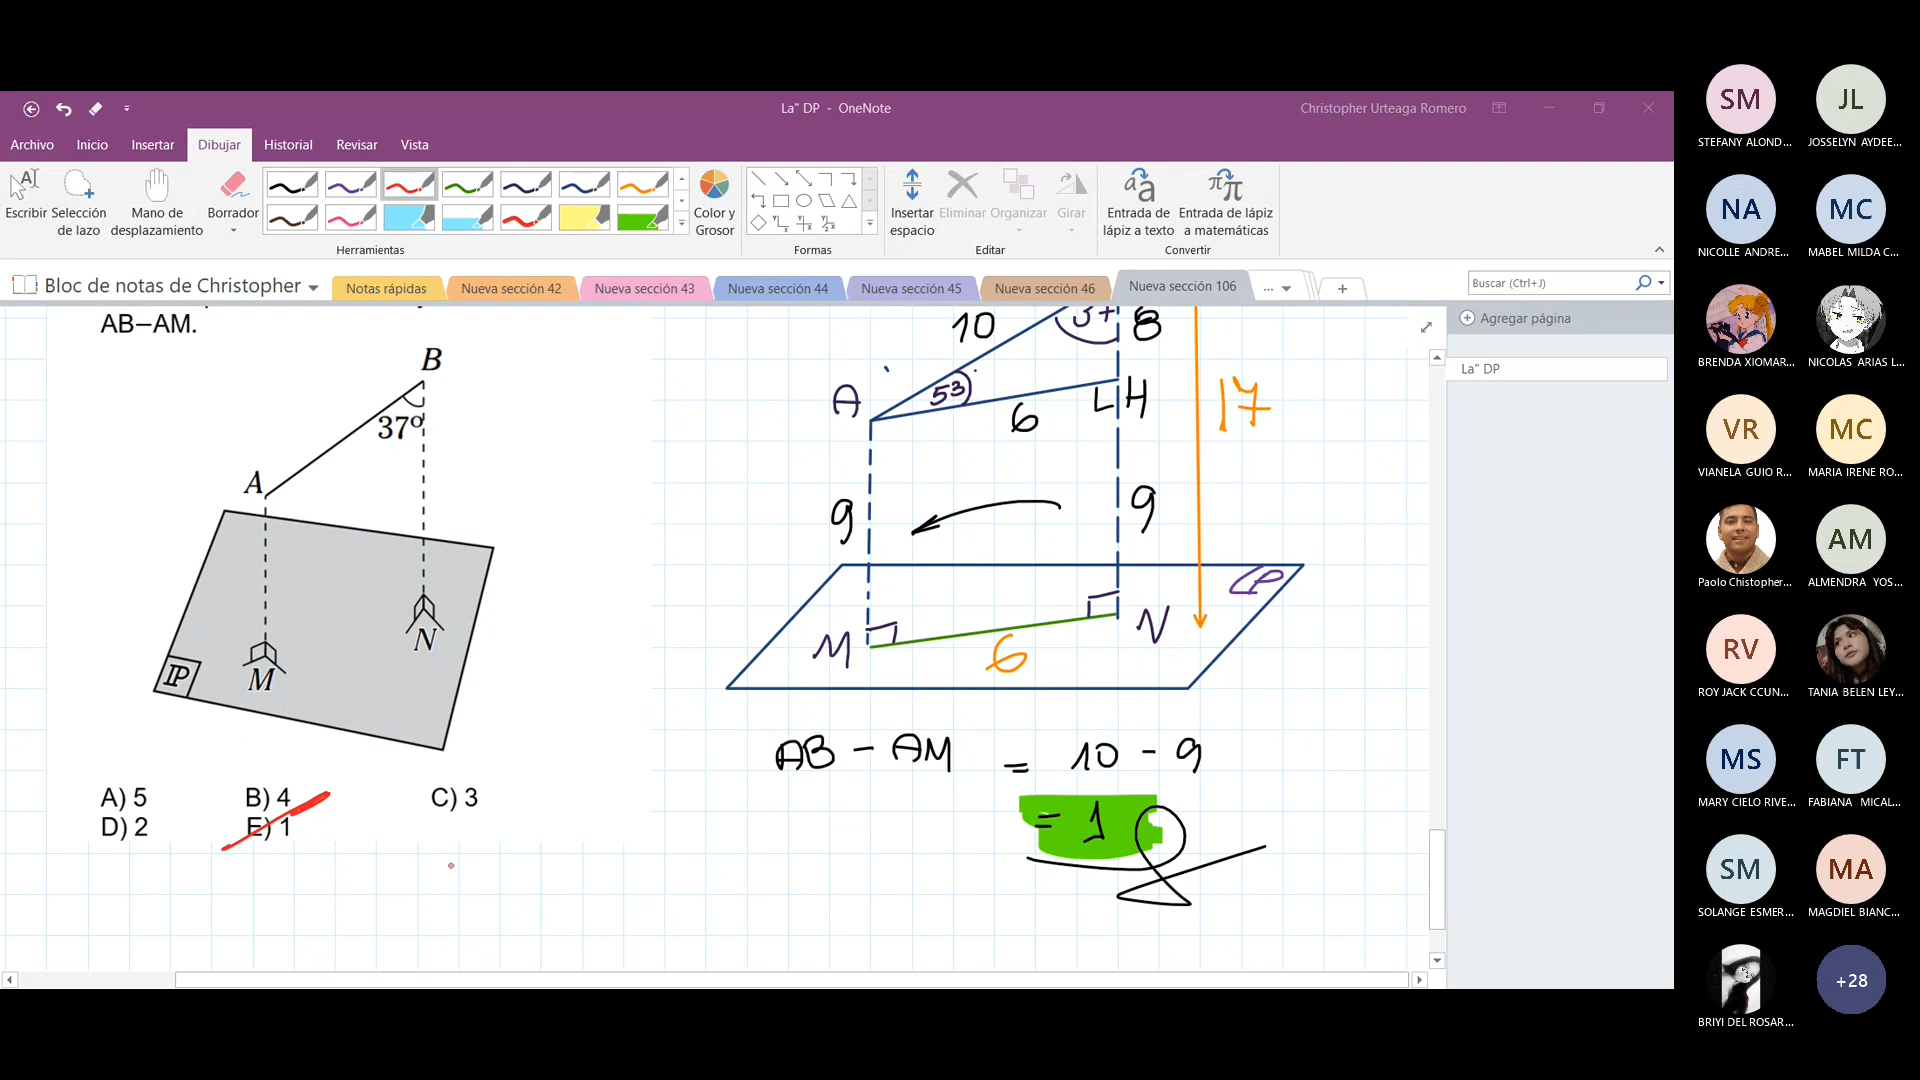 La" DP - OneNote
Christopher Urteaga Romero
Archivo Inicio Insertar Dibujar Historial Revisar Vista
Escribir
Selección de lazo
Mano de desplazamiento
Borrador
Color y Grosor
Insertar espacio
Eliminar
Organizar
Girar
Entrada de lápiz a texto
Entrada de lápiz a matemáticas
Herramientas
Formas
Editar
Convertir
Bloc de notas de Christopher
Notas rápidas
Nueva sección 42
Nueva sección 43
Nueva sección 44
Nueva sección 45
Nueva sección 46
Nueva sección 106
...
Buscar (Ctrl+J)
Agregar página
La" DP
AB–AM.
B
37º
A
N
M
P
A) 5 B) 4 C) 3
D) 2 E) 1
10
8
A
53
6
H
17
9
9
P
M
6
N
AB - AM = 10 - 9
= 1
SM
STEFANY ALOND...
JL
JOSSELYN AYDEE...
NA
NICOLLE ANDRE...
MC
MABEL MILDA C...
BRENDA XIOMAR...
NICOLAS ARIAS L...
VR
VIANELA GUIO R...
MC
MARIA IRENE RO...
Paolo Chistopher...
AM
ALMENDRA YOS...
RV
ROY JACK CCUN...
TANIA BELEN LEY...
MS
MARY CIELO RIVE...
FT
FABIANA MICAL...
SM
SOLANGE ESMER...
MA
MAGDIEL BIANC...
BRIYI DEL ROSAR...
+28